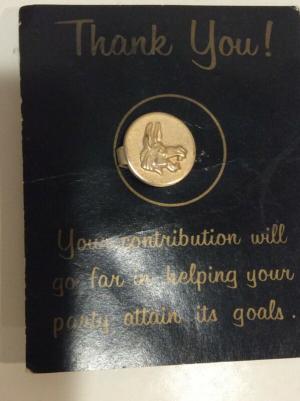 Thank You!
Your contribution will
go far in helping your
party attain its goals.